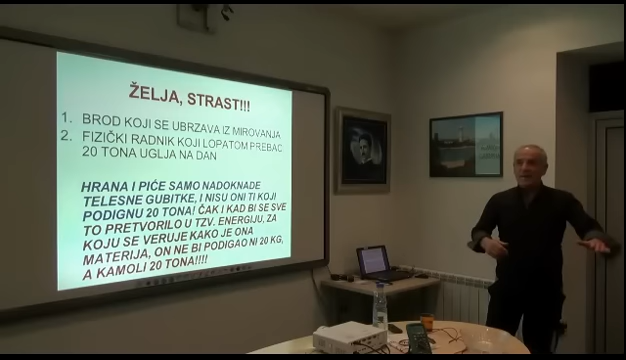 ŽELJA, STRAST!!!
1. BROD KOJI SE UBRZAVA IZ MIROVANJA
2. FIZIČKI RADNIK KOJI LOPATOM PREBAC
20 TONA UGLJA NA DAN
HRANA I PIĆE SAMO NADOKNADE
TELESNE GUBITKE, I NISU ONI TI KOJI
PODIGNU 20 TONA! ČAK I KAD BI SE SVE
TO PRETVORILO U TZV. ENERGIJU, ZA
KOJU SE VERUJE KAKO JE ONA
MATERIJA, ON NE BI PODIGAO NI 20 KG,
A KAMOLI 20 TONA!!!!